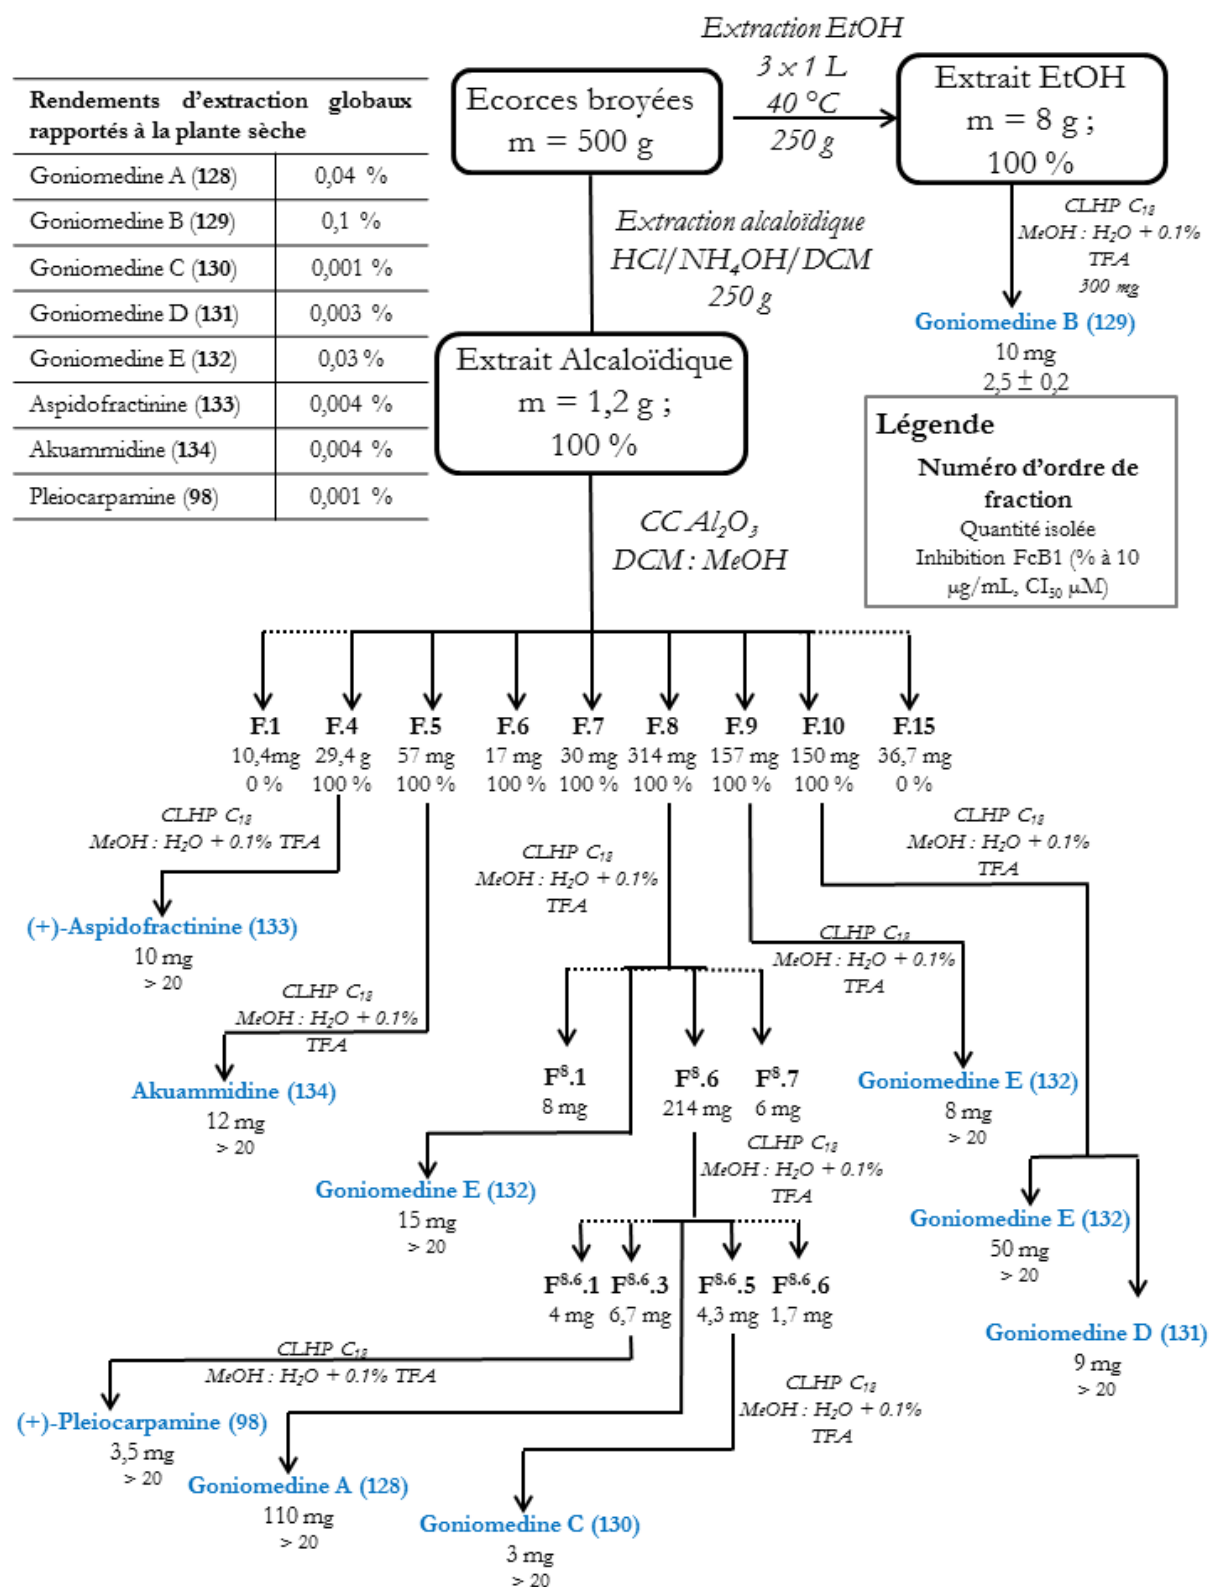 Extraction EtOH
3 x 1 L
40 °C
250 g
Ecorces broyées
m = 500 g
Extrait EtOH
m = 8 g ;
100 %
Rendements d'extraction globaux
rapportés à la plante sèche
Goniomedine A (128) 0,04 %
Goniomedine B (129) 0,1 %
Goniomedine C (130) 0,001 %
Goniomedine D (131) 0,003 %
Goniomedine E (132) 0,03 %
Aspidofractinine (133) 0,004 %
Akuammidine (134) 0,004 %
Pleiocarpamine (98) 0,001 %
Extraction alcaloïdique
HCl/NH₄OH/DCM
250 g
CLHP C₁₈
MeOH : H₂O + 0.1%
TFA
300 mg
Goniomedine B (129)
10 mg
2,5 ± 0,2
Extrait Alcaloïdique
m = 1,2 g ;
100 %
Légende
Numéro d'ordre de
fraction
Quantité isolée
Inhibition FcB1 (% à 10
µg/mL, CI₅₀ µM)
CC Al₂O₃
DCM : MeOH
F.1 F.4 F.5 F.6 F.7 F.8 F.9 F.10 F.15
10,4mg 29,4 g 57 mg 17 mg 30 mg 314 mg 157 mg 150 mg 36,7 mg
0 % 100 % 100 % 100 % 100 % 100 % 100 % 100 % 0 %
CLHP C₁₈
MeOH : H₂O + 0.1% TFA
CLHP C₁₈
MeOH : H₂O + 0.1%
TFA
CLHP C₁₈
MeOH : H₂O + 0.1%
TFA
(+)-Aspidofractinine (133)
10 mg
> 20
CLHP C₁₈
MeOH : H₂O + 0.1%
TFA
CLHP C₁₈
MeOH : H₂O + 0.1%
TFA
Akuammidine (134)
12 mg
> 20
F⁸.1 F⁸.6 F⁸.7
8 mg 214 mg 6 mg
Goniomedine E (132)
8 mg
> 20
CLHP C₁₈
MeOH : H₂O + 0.1%
TFA
Goniomedine E (132)
15 mg
> 20
Goniomedine E (132)
50 mg
> 20
F⁸·⁶.1 F⁸·⁶.3 F⁸·⁶.5 F⁸·⁶.6
4 mg 6,7 mg 4,3 mg 1,7 mg
Goniomedine D (131)
9 mg
> 20
CLHP C₁₈
MeOH : H₂O + 0.1% TFA
CLHP C₁₈
MeOH : H₂O + 0.1%
TFA
(+)-Pleiocarpamine (98)
3,5 mg
> 20
Goniomedine A (128)
110 mg
> 20
Goniomedine C (130)
3 mg
> 20